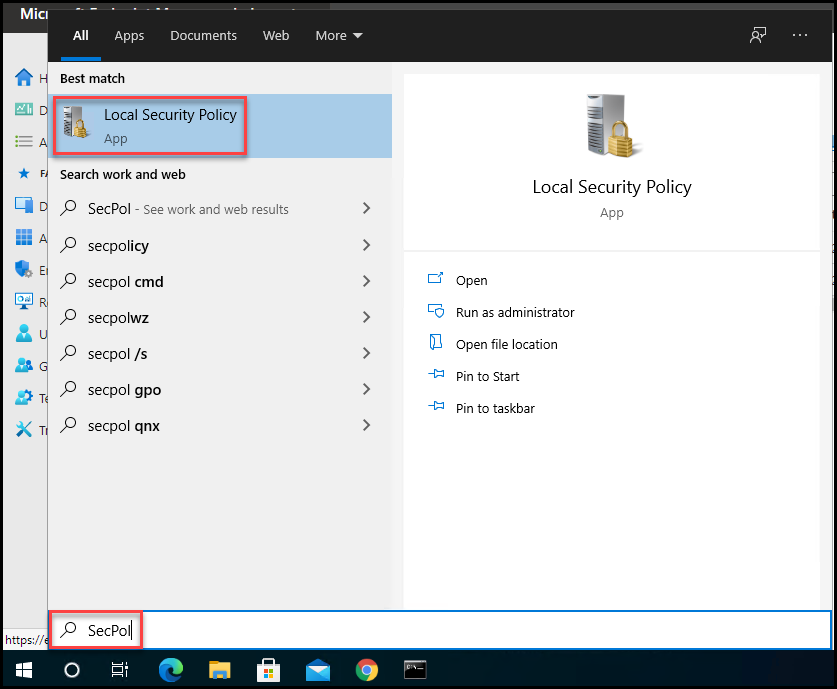 All Apps Documents Web More ...
Best match
Local Security Policy
App
Search work and web
SecPol - See work and web results
secpolicy
secpol cmd
secpolwz
secpol /s
secpol gpo
secpol qnx
Local Security Policy
App
Open
Run as administrator
Open file location
Pin to Start
Pin to taskbar
SecPol
https://e